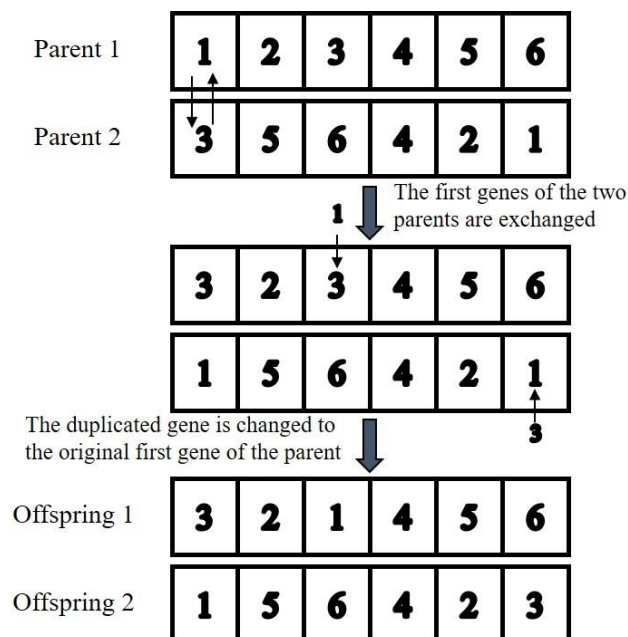 Parent 1 1 2 3 4 5 6
Parent 2 3 5 6 4 2 1
The first genes of the two
parents are exchanged
1
3 2 3 4 5 6
1 5 6 4 2 1
The duplicated gene is changed to
the original first gene of the parent
3
Offspring 1 3 2 1 4 5 6
Offspring 2 1 5 6 4 2 3